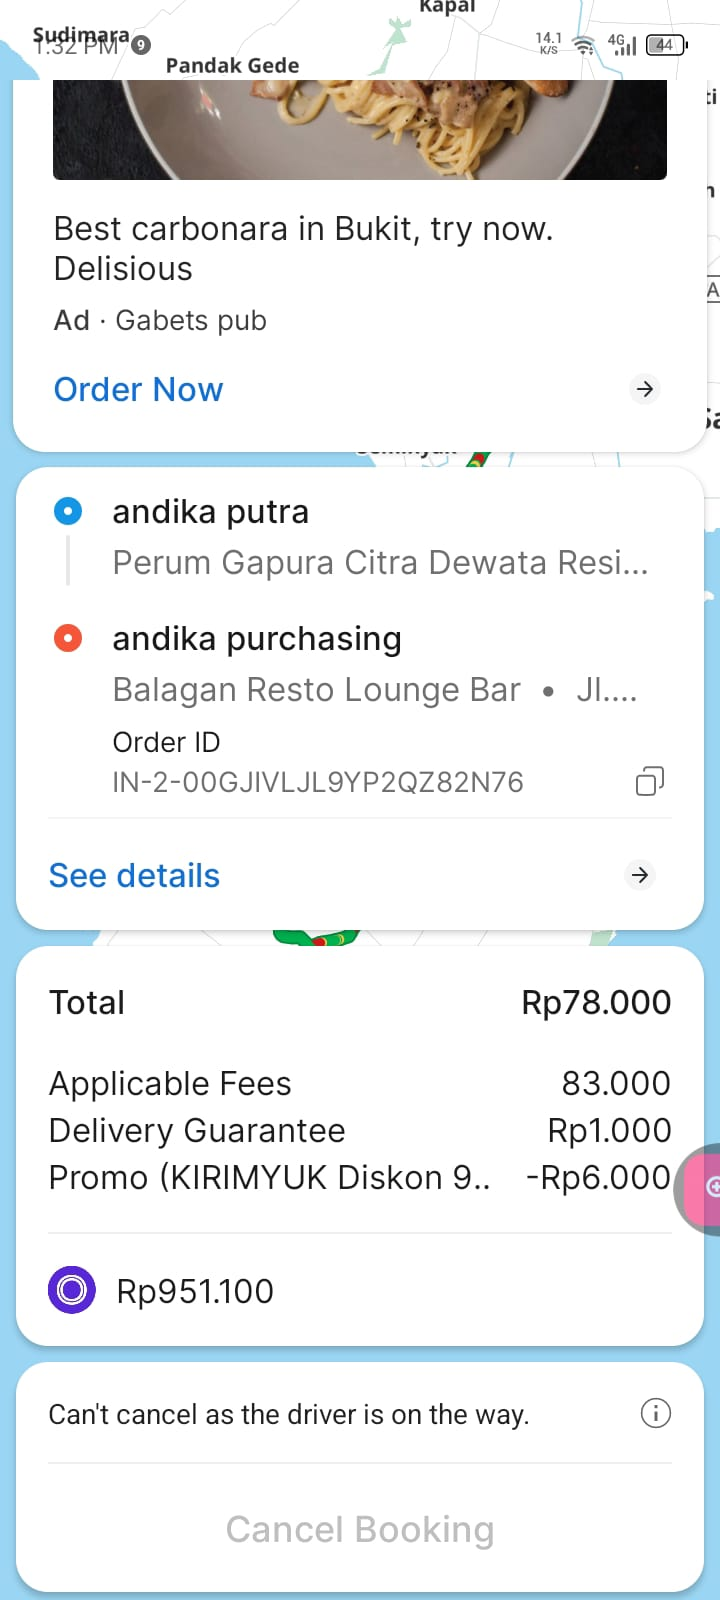 Kapal
Sudimara
1:32 PM 9
14.1
K/S
4G
44
Pandak Gede
Best carbonara in Bukit, try now.
Delisious
Ad · Gabets pub
Order Now
andika putra
Perum Gapura Citra Dewata Resi...
andika purchasing
Balagan Resto Lounge Bar • Jl....
Order ID
IN-2-00GJIVLJL9YP2QZ82N76
See details
Total Rp78.000
Applicable Fees 83.000
Delivery Guarantee Rp1.000
Promo (KIRIMYUK Diskon 9.. -Rp6.000
Rp951.100
Can't cancel as the driver is on the way.
Cancel Booking